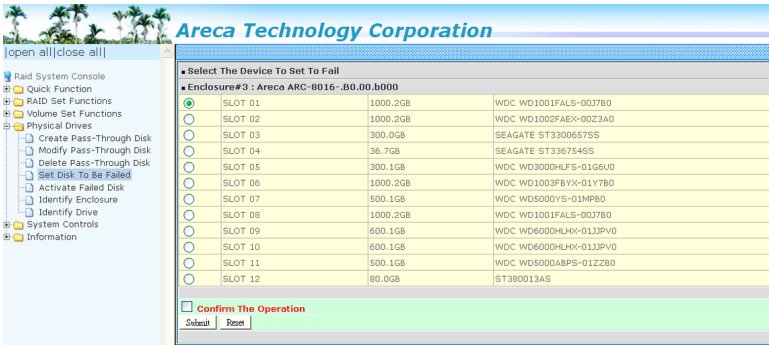 Areca Technology Corporation
|open all|close all|
Raid System Console
Quick Function
RAID Set Functions
Volume Set Functions
Physical Drives
Create Pass-Through Disk
Modify Pass-Through Disk
Delete Pass-Through Disk
Set Disk To Be Failed
Activate Failed Disk
Identify Enclosure
Identify Drive
System Controls
Information
Select The Device To Set To Fail
Enclosure#3 : Areca ARC-8016-.B0.00.b000
SLOT 01 1000.2GB WDC WD1001FALS-00J7B0
SLOT 02 1000.2GB WDC WD1002FAEX-00Z3A0
SLOT 03 300.0GB SEAGATE ST3300657SS
SLOT 04 36.7GB SEAGATE ST336754SS
SLOT 05 300.1GB WDC WD3000HLFS-01G6U0
SLOT 06 1000.2GB WDC WD1003FBYX-01Y7B0
SLOT 07 500.1GB WDC WD5000YS-01MPB0
SLOT 08 1000.2GB WDC WD1001FALS-00J7B0
SLOT 09 600.1GB WDC WD6000HLHX-01JJPV0
SLOT 10 600.1GB WDC WD6000HLHX-01JJPV0
SLOT 11 500.1GB WDC WD5000ABPS-01ZZB0
SLOT 12 80.0GB ST380013AS
Confirm The Operation
Submit Reset